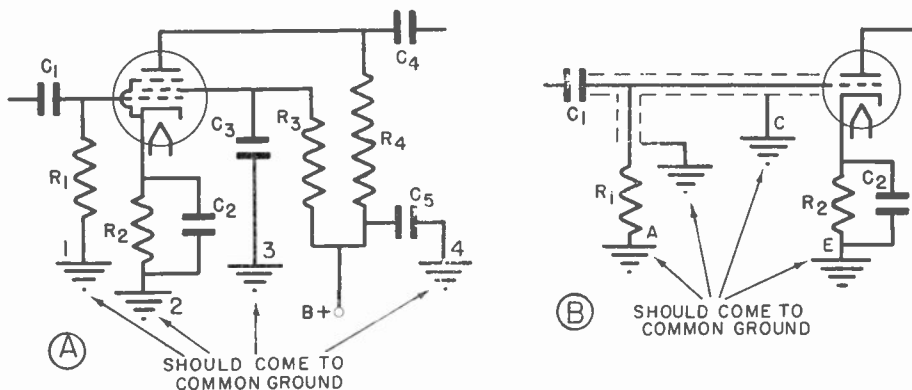 C1
R1
1
R2
C2
2
C3
3
R3
R4
C4
C5
4
B+
A
SHOULD COME TO
COMMON GROUND
C1
Ri
A
C
R2
C2
E
B
SHOULD COME TO
COMMON GROUND